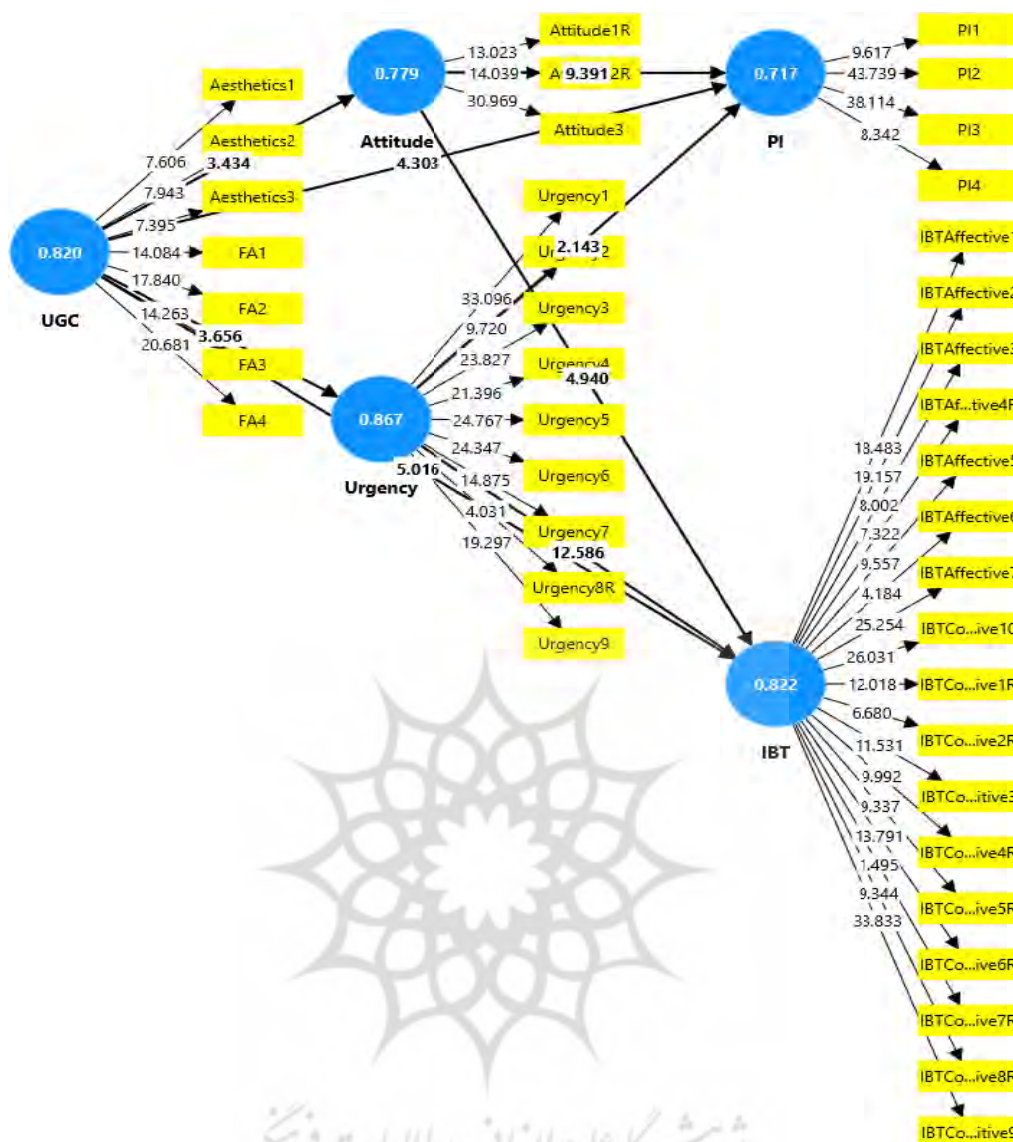 Aesthetics1
Aesthetics2
Aesthetics3
FA1
FA2
FA3
FA4
7.606
3.434
7.943
7.395
14.084
17.840
14.263
3.656
20.681
0.820
UGC
0.779
Attitude
13.023
14.039
30.969
Attitude1R
9.391
2R
Attitude3
4.303
0.717
PI
9.617
43.739
38.114
8.342
PI1
PI2
PI3
PI4
0.867
Urgency
33.096
9.720
23.827
21.396
24.767
24.347
14.875
4.031
19.297
5.016
12.586
2.143
4.940
Urgency1
Urgency2
Urgency3
Urgency4
Urgency5
Urgency6
Urgency7
Urgency8R
Urgency9
0.822
IBT
18.483
19.157
8.002
7.322
9.557
4.184
25.254
26.031
12.018
6.680
11.531
9.992
9.337
13.791
1.495
9.344
33.833
IBTAffective1
IBTAffective2
IBTAffective3
IBTAf...tive4R
IBTAffective5
IBTAffective6
IBTAffective7
IBTCo...ive10
IBTCo...ive1R
IBTCo...ive2R
IBTCo...itive3
IBTCo...ive4R
IBTCo...ive5R
IBTCo...ive6R
IBTCo...ive7R
IBTCo...ive8R
IBTCo...itive9